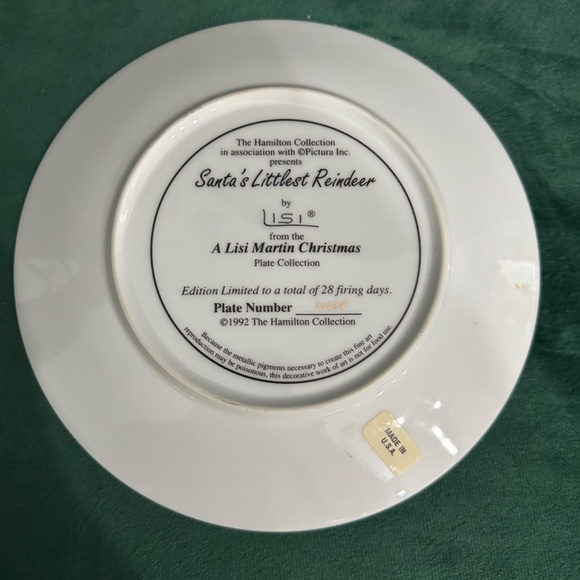 The Hamilton Collection
in association with ©Pictura Inc.
presents
Santa's Littlest Reindeer
by
LISI®
from the
A Lisi Martin Christmas
Plate Collection
Edition Limited to a total of 28 firing days.
Plate Number
©1992 The Hamilton Collection
Because the metallic pigments necessary to create this fine art
reproduction may be poisonous, this decorative work of art is not for food use.
MADE IN
U.S.A.